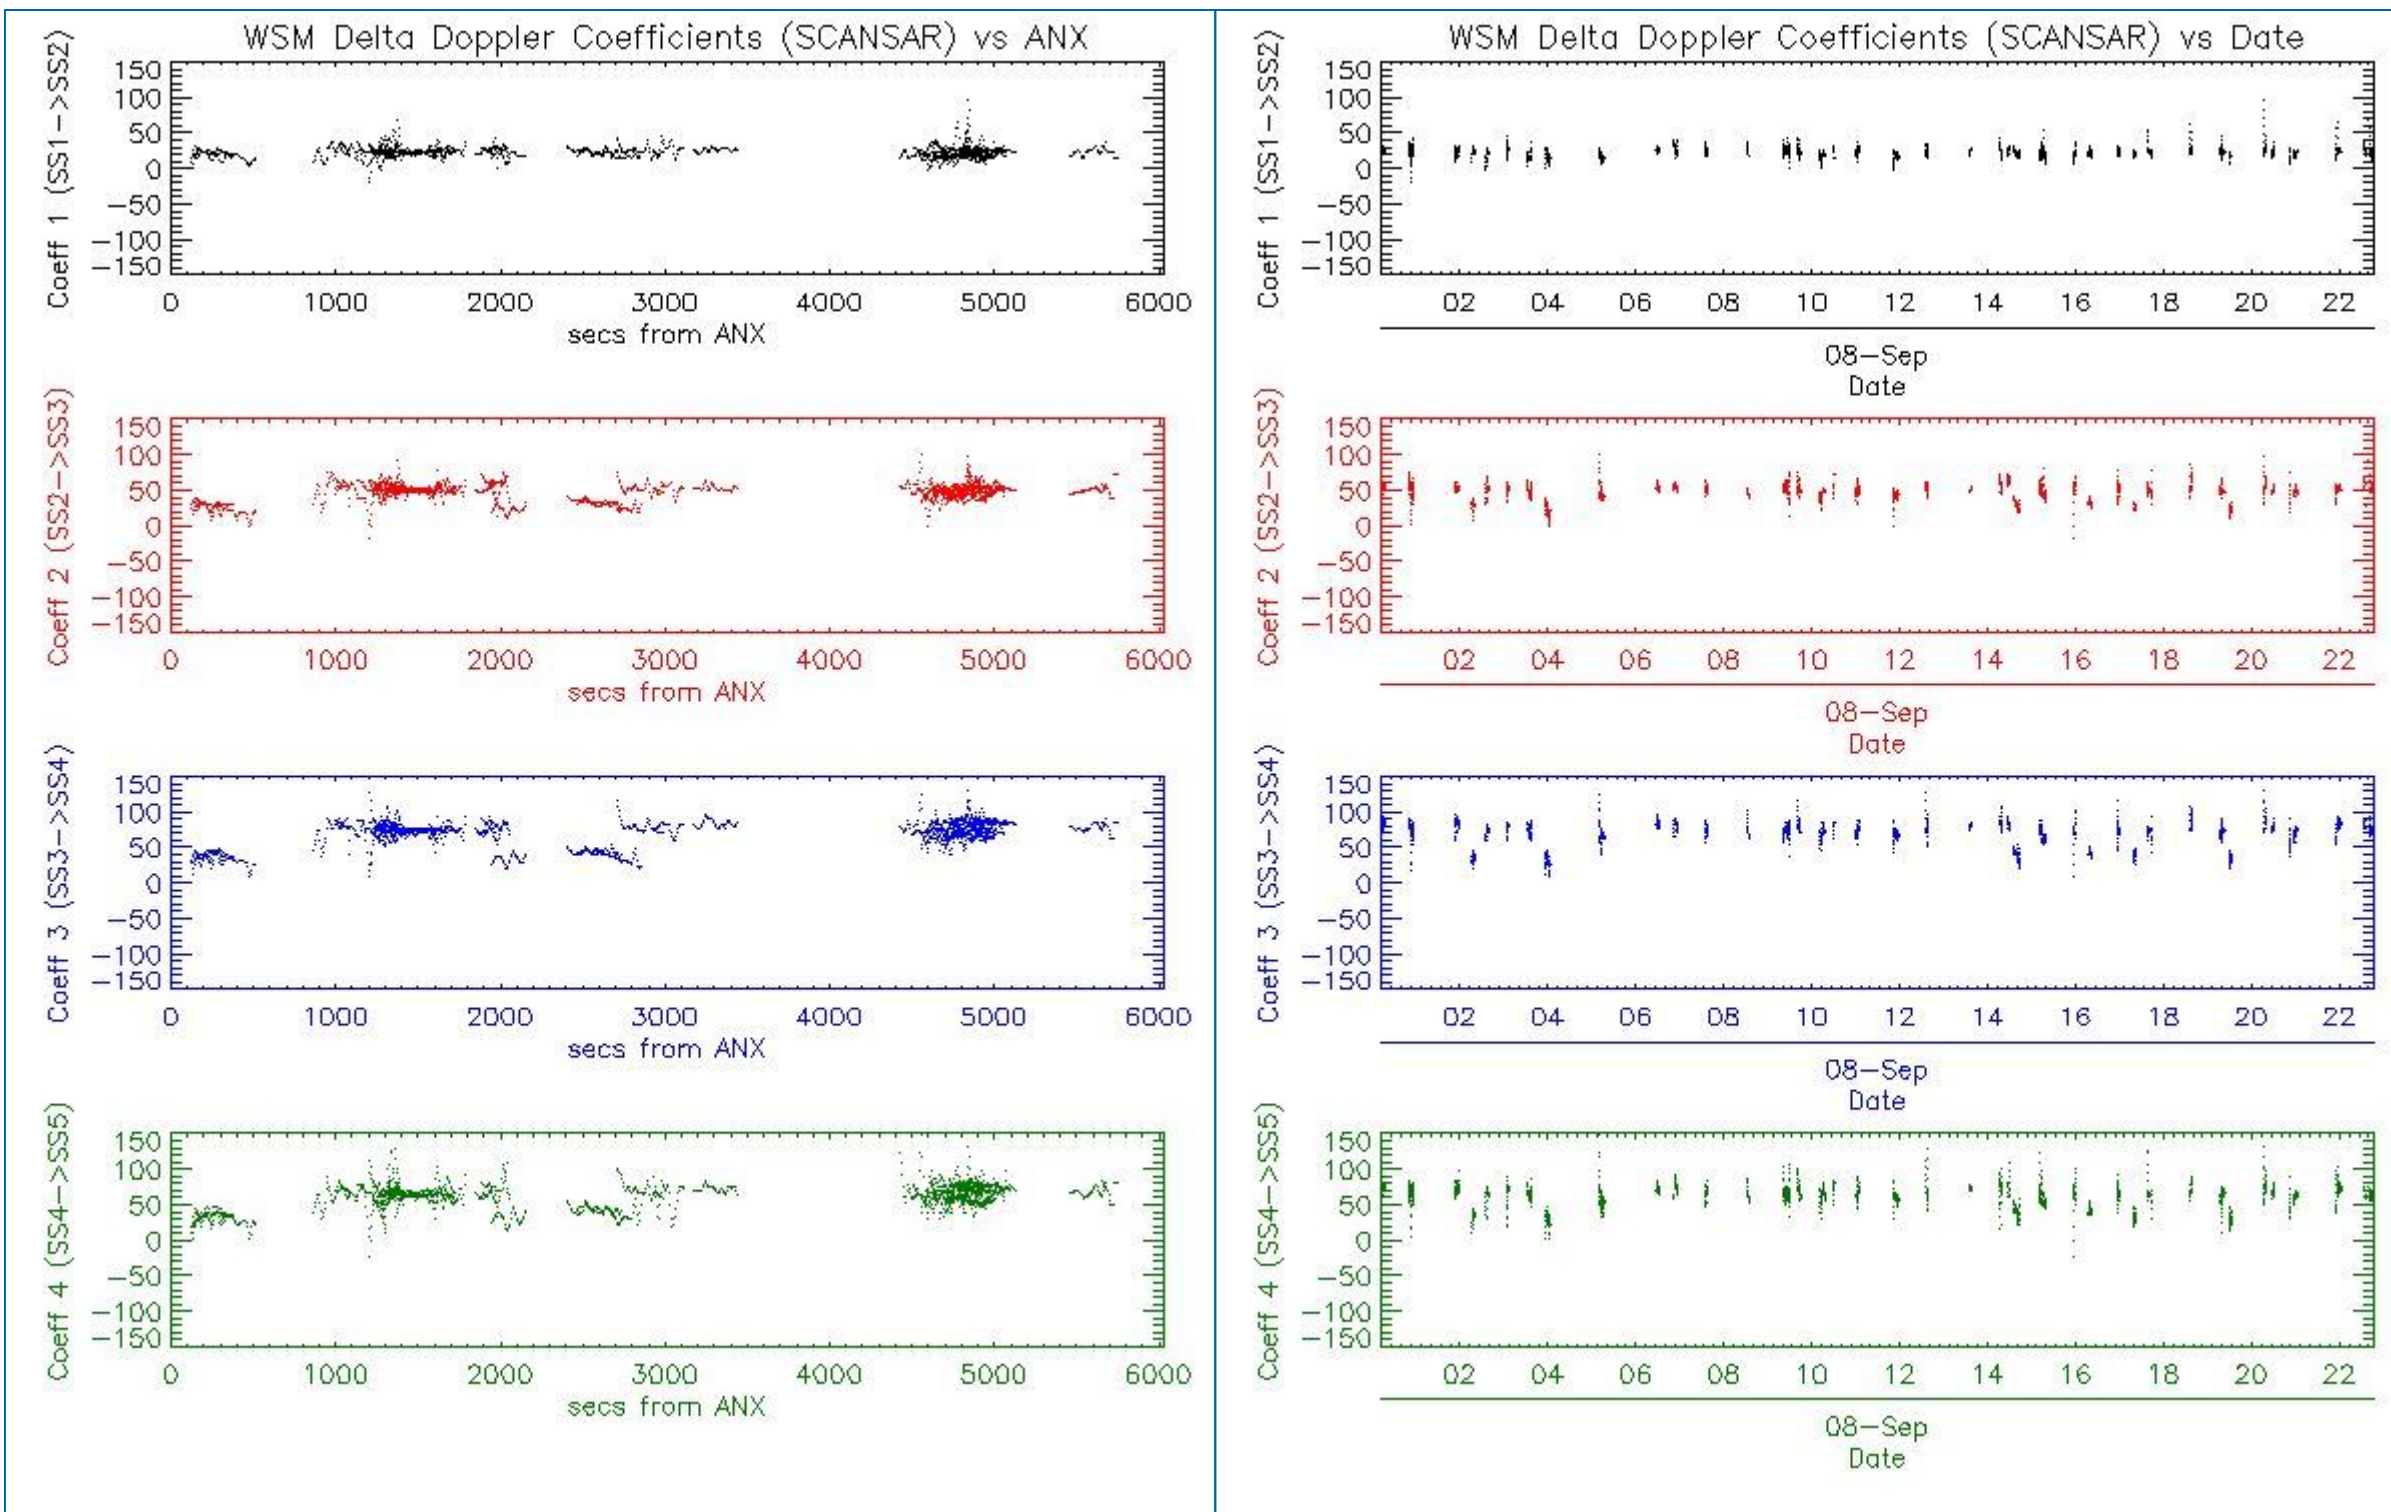 WSM Delta Doppler Coefficients (SCANSAR) vs ANX
Coeff 1 (SS1->SS2)
150
100
50
0
-50
-100
-150
0 1000 2000 3000 4000 5000 6000
secs from ANX
Coeff 2 (SS2->SS3)
150
100
50
0
-50
-100
-150
0 1000 2000 3000 4000 5000 6000
secs from ANX
Coeff 3 (SS3->SS4)
150
100
50
0
-50
-100
-150
0 1000 2000 3000 4000 5000 6000
secs from ANX
Coeff 4 (SS4->SS5)
150
100
50
0
-50
-100
-150
0 1000 2000 3000 4000 5000 6000
secs from ANX
WSM Delta Doppler Coefficients (SCANSAR) vs Date
Coeff 1 (SS1->SS2)
150
100
50
0
-50
-100
-150
02 04 06 08 10 12 14 16 18 20 22
08-Sep
Date
Coeff 2 (SS2->SS3)
150
100
50
0
-50
-100
-150
02 04 06 08 10 12 14 16 18 20 22
08-Sep
Date
Coeff 3 (SS3->SS4)
150
100
50
0
-50
-100
-150
02 04 06 08 10 12 14 16 18 20 22
08-Sep
Date
Coeff 4 (SS4->SS5)
150
100
50
0
-50
-100
-150
02 04 06 08 10 12 14 16 18 20 22
08-Sep
Date